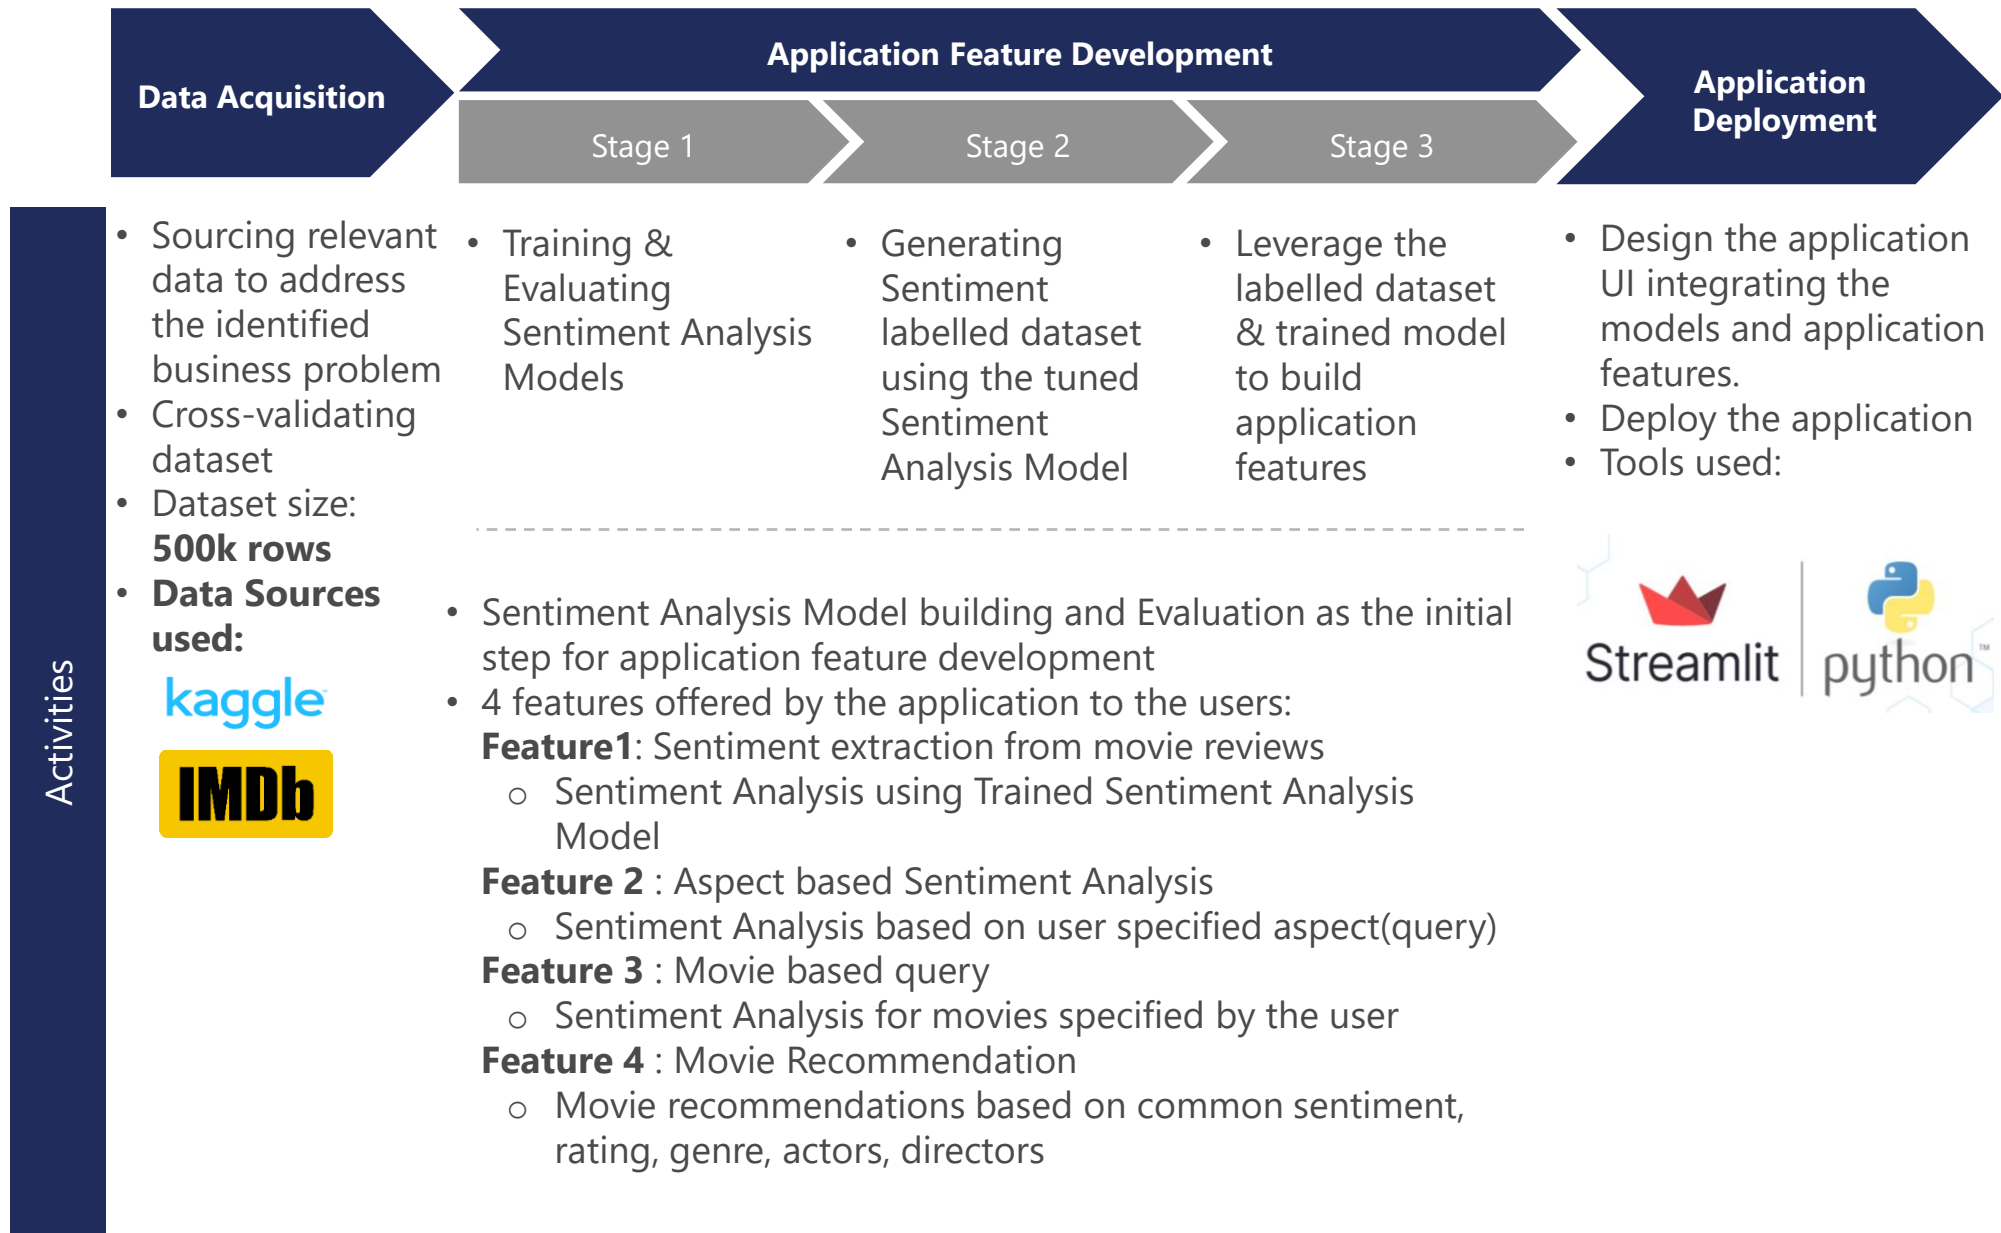 Data Acquisition
Application Feature Development
Stage 1
Stage 2
Stage 3
Application
Deployment
Activities
• Sourcing relevant
data to address
the identified
business problem
• Cross-validating
dataset
• Dataset size:
500k rows
• Data Sources
used:
kaggle
IMDb
• Training &
Evaluating
Sentiment Analysis
Models
• Generating
Sentiment
labelled dataset
using the tuned
Sentiment
Analysis Model
• Leverage the
labelled dataset
& trained model
to build
application
features
• Sentiment Analysis Model building and Evaluation as the initial
step for application feature development
• 4 features offered by the application to the users:
Feature1: Sentiment extraction from movie reviews
o Sentiment Analysis using Trained Sentiment Analysis
Model
Feature 2 : Aspect based Sentiment Analysis
o Sentiment Analysis based on user specified aspect(query)
Feature 3 : Movie based query
o Sentiment Analysis for movies specified by the user
Feature 4 : Movie Recommendation
o Movie recommendations based on common sentiment,
rating, genre, actors, directors
• Design the application
UI integrating the
models and application
features.
• Deploy the application
• Tools used:
Streamlit
python™